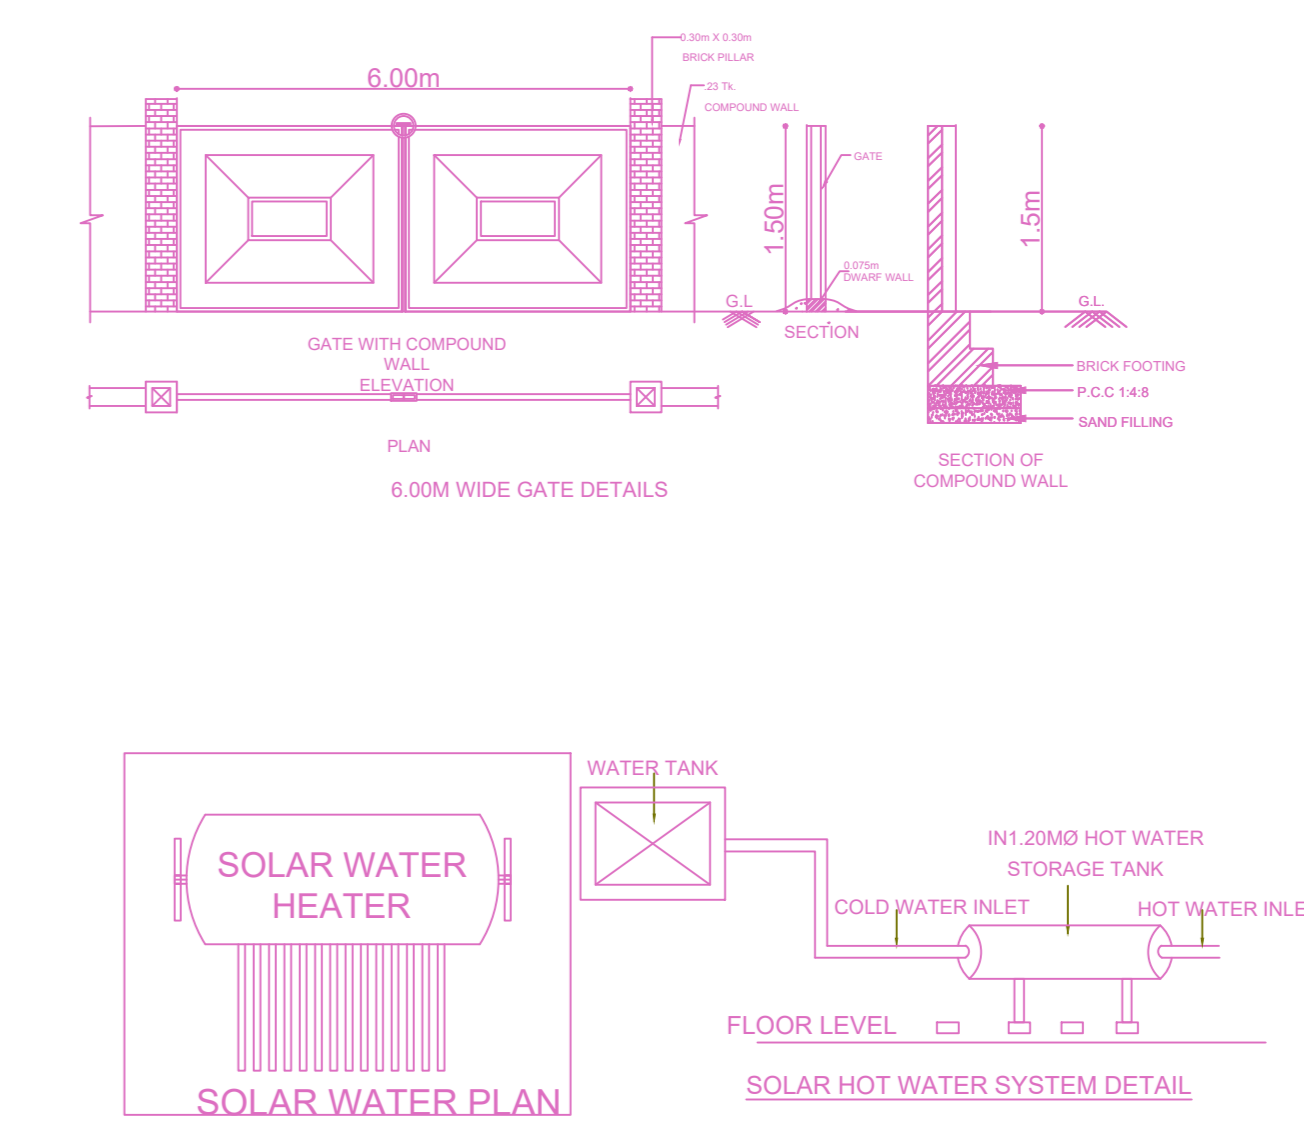 6.00m
0.30m X 0.30m
BRICK PILLAR
.23 Tk.
COMPOUND WALL
GATE WITH COMPOUND
WALL
ELEVATION
PLAN
6.00M WIDE GATE DETAILS
1.50m
GATE
0.075m
DWARF WALL
G.L
SECTION
1.5m
G.L.
BRICK FOOTING
P.C.C 1:4:8
SAND FILLING
SECTION OF
COMPOUND WALL
SOLAR WATER
HEATER
SOLAR WATER PLAN
WATER TANK
IN1.20MØ HOT WATER
STORAGE TANK
COLD WATER INLET
HOT WATER INLE
FLOOR LEVEL
SOLAR HOT WATER SYSTEM DETAIL